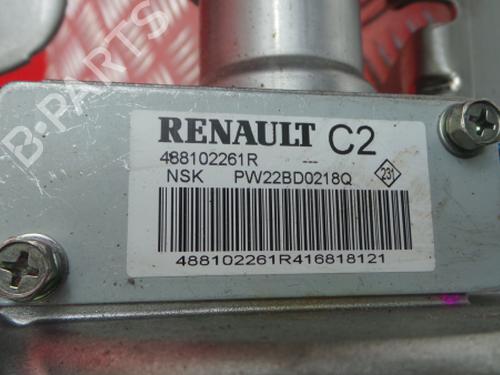 B-PARTS
RENAULT C2
488102261R ---
NSK PW22BD0218Q 231
488102261R416818121